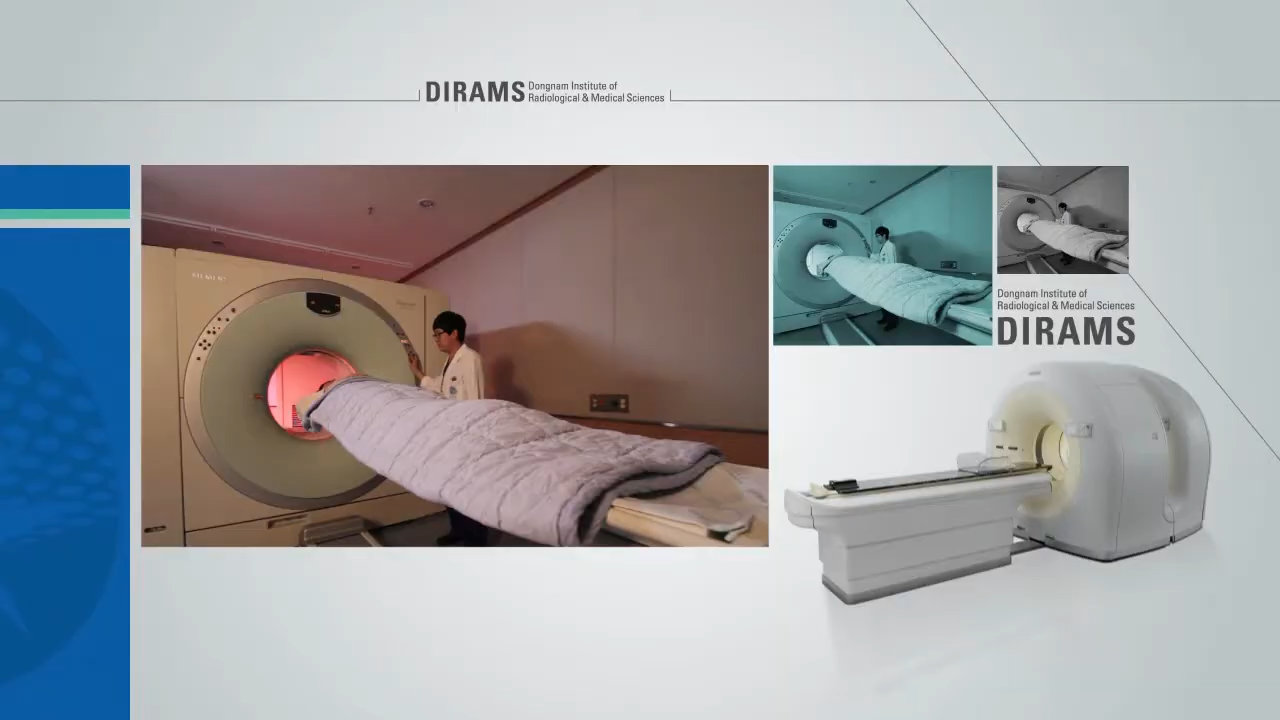 DIRAMS
Dongnam Institute of
Radiological & Medical Sciences
SIEMENS
Dongnam Institute of
Radiological & Medical Sciences
DIRAMS